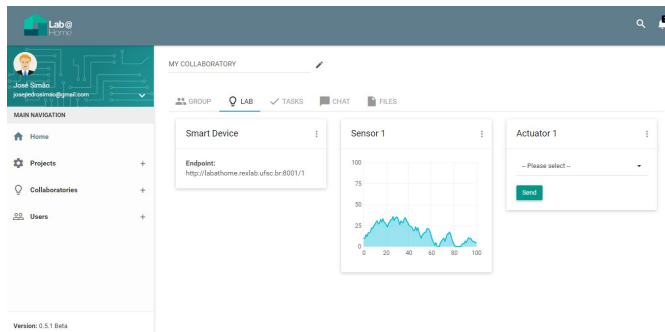 Lab@
Home
José Simão
josepedrosimao@gmail.com
MAIN NAVIGATION
Home
Projects +
Collaboratories +
Users +
Version: 0.5.1 Beta
MY COLLABORATORY
GROUP LAB TASKS CHAT FILES
Smart Device
Endpoint:
http://labathome.rexlab.ufsc.br:8001/1
Sensor 1
100
75
50
25
0
0 20 40 60 80 100
Actuator 1
-- Please select --
Send